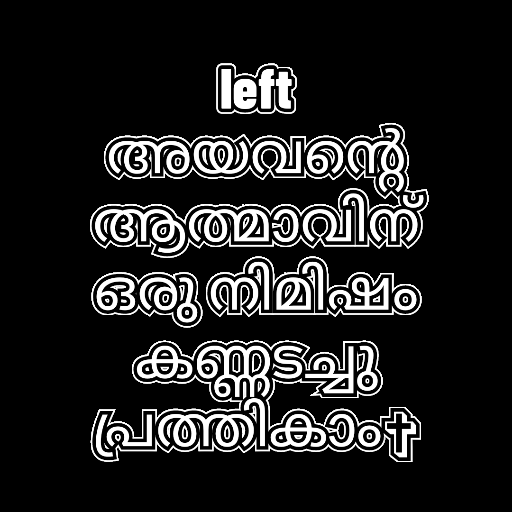 left
അയവന്റെ
ആത്മാവിന്
ഒരു നിമിഷം
കണ്ണടച്ചു
പ്രത്തികാം✝